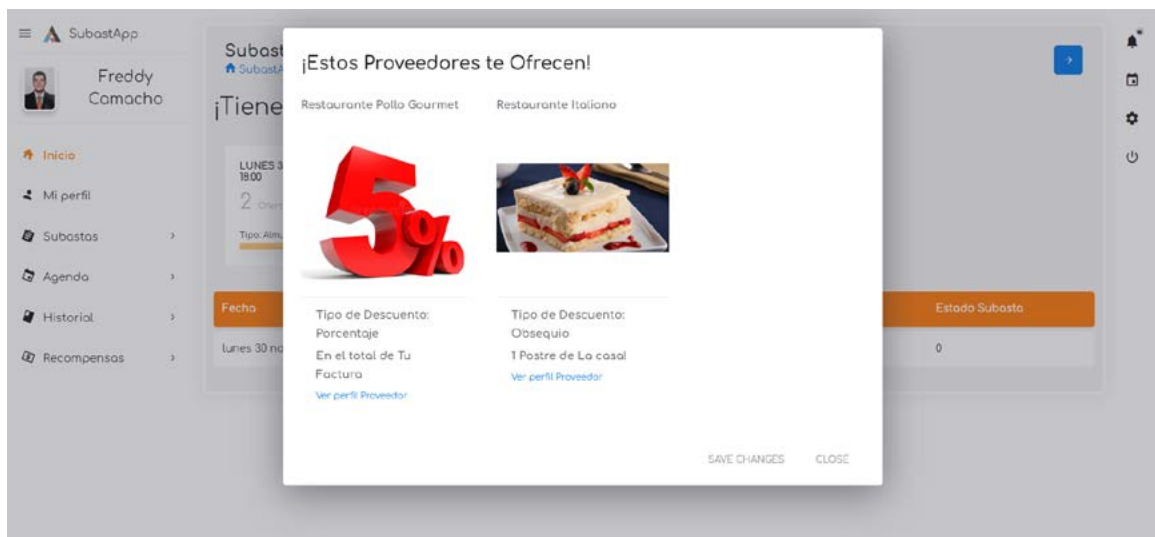 SubastApp
Freddy
Camacho
Inicio
Mi perfil
Subastas
Agenda
Historial
Recompensas
Subast
SubastA
¡Tiene
LUNES 3
18:00
2
Tipo: Almu
Fecha
Estado Subasta
lunes 30 no
0
¡Estos Proveedores te Ofrecen!
Restaurante Pollo Gourmet
Restaurante Italiano
5%
Tipo de Descuento:
Porcentaje
En el total de Tu
Factura
Ver perfil Proveedor
Tipo de Descuento:
Obsequio
1 Postre de La casa!
Ver perfil Proveedor
SAVE CHANGES
CLOSE